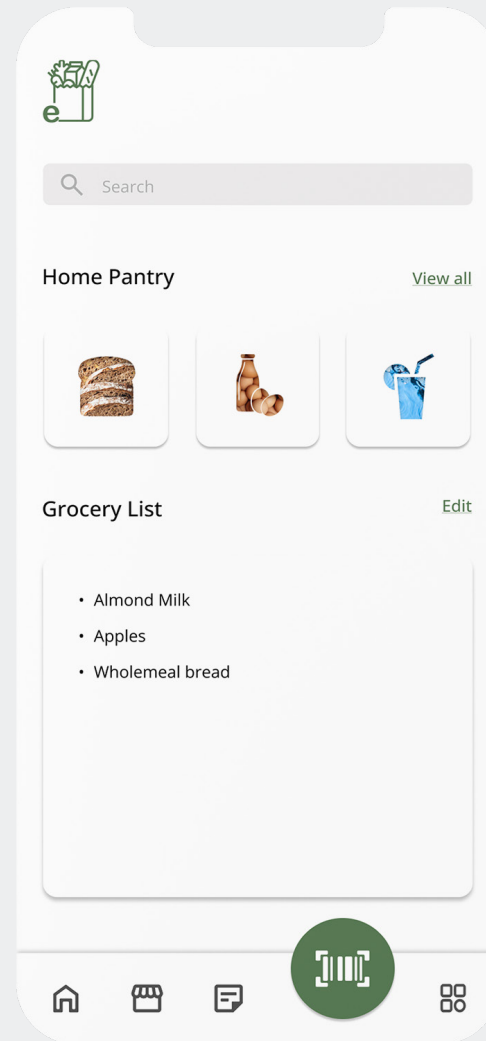 e
Search
Home Pantry
View all
Grocery List
Edit
• Almond Milk
• Apples
• Wholemeal bread